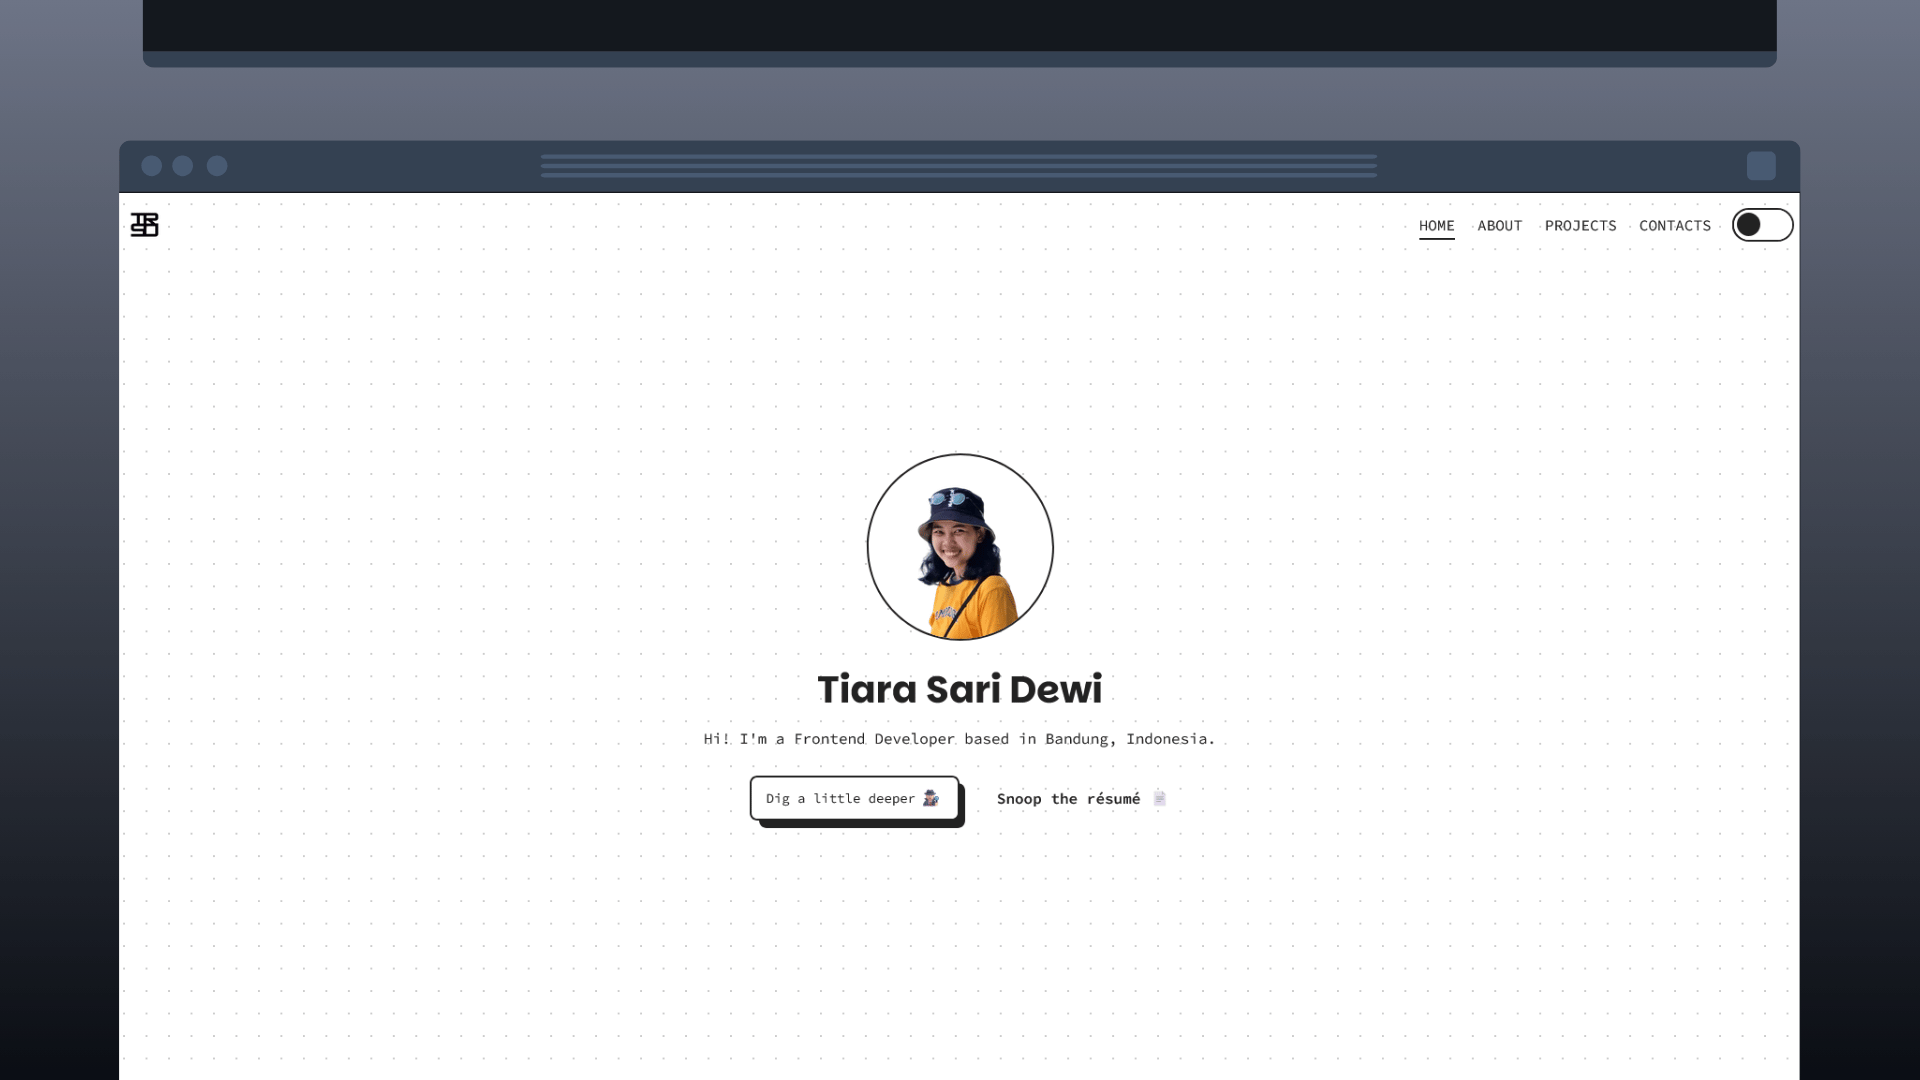 HOME ABOUT PROJECTS CONTACTS
Tiara Sari Dewi
Hi! I'm a Frontend Developer based in Bandung, Indonesia.
Dig a little deeper 🕵️ Snoop the résumé 📄